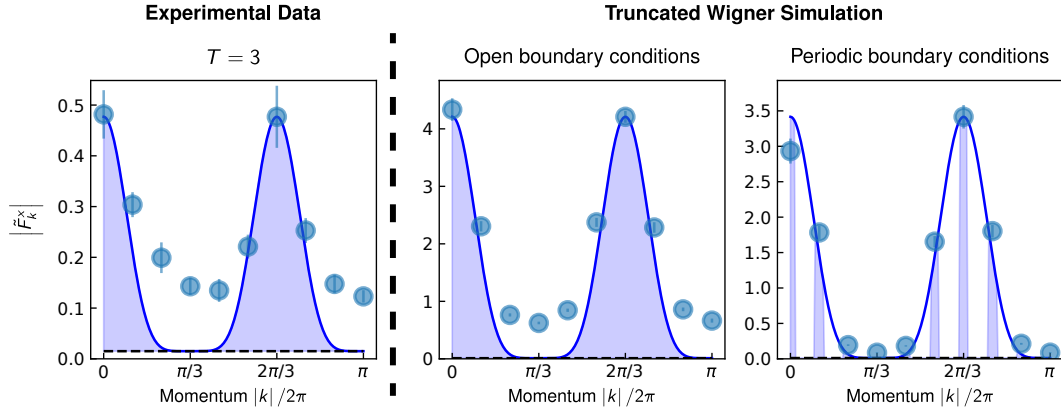 Experimental Data
Truncated Wigner Simulation
T = 3
Open boundary conditions
Periodic boundary conditions
|F̃ₖˣ|
0.5
0.4
0.3
0.2
0.1
0.0
0
π/3
2π/3
π
Momentum |k| /2π
4
3
2
1
0
0
π/3
2π/3
π
Momentum |k| /2π
3.5
3.0
2.5
2.0
1.5
1.0
0.5
0.0
0
π/3
2π/3
π
Momentum |k| /2π